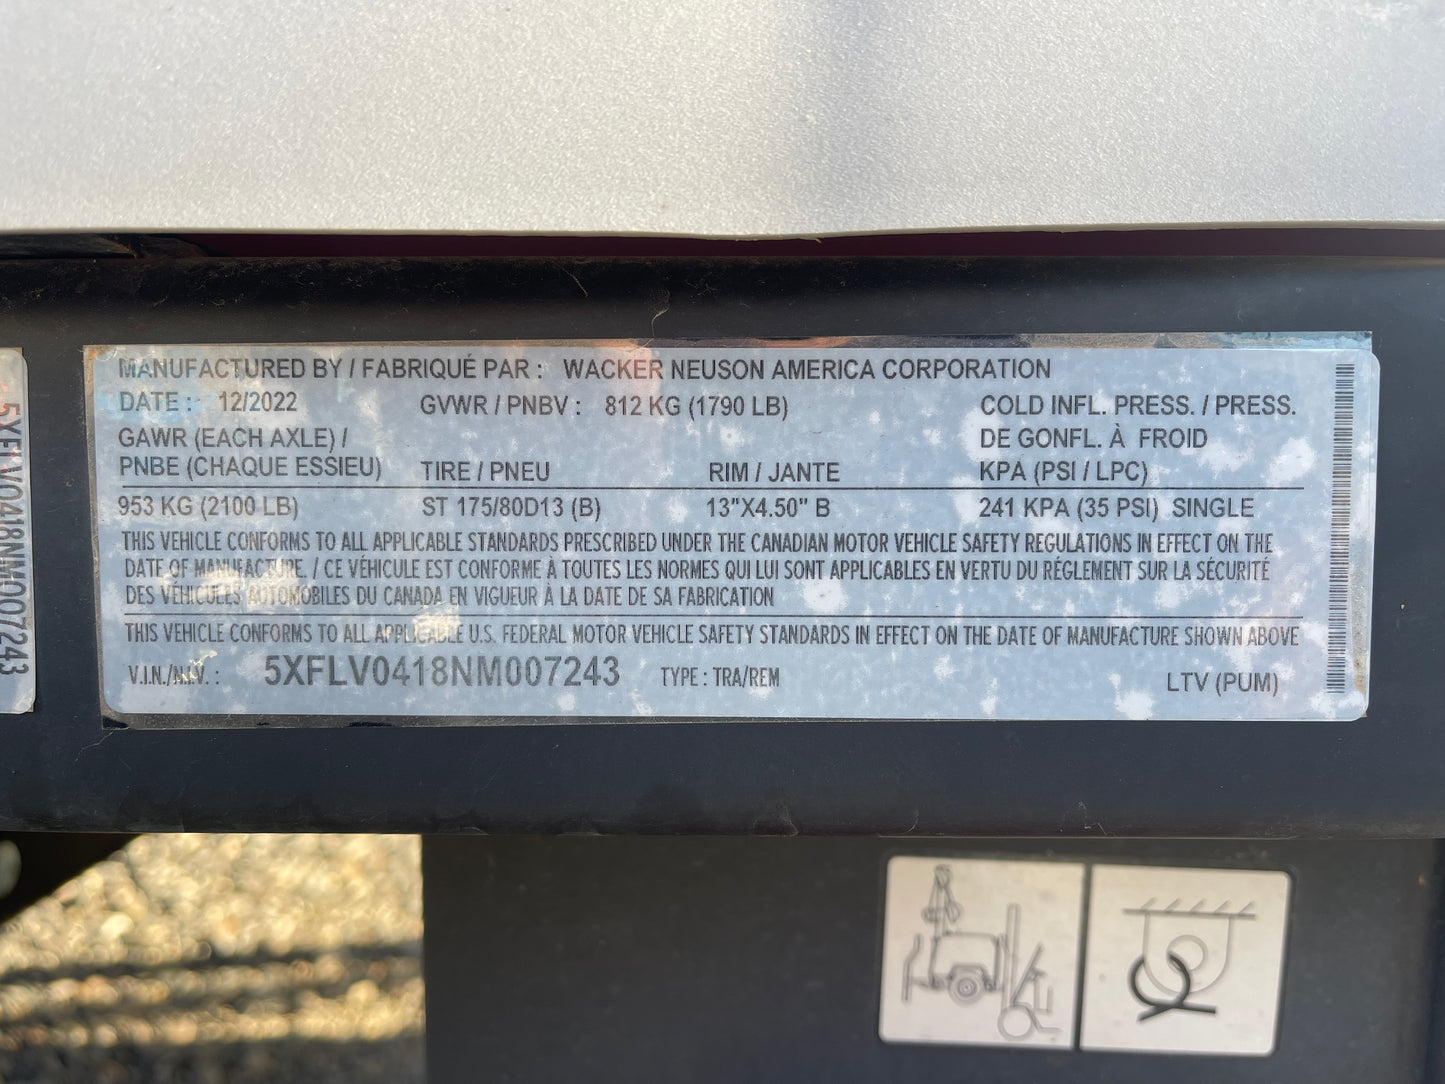 MANUFACTURED BY / FABRIQUÉ PAR : WACKER NEUSON AMERICA CORPORATION
DATE : 12/2022 GVWR / PNBV : 812 KG (1790 LB) COLD INFL. PRESS. / PRESS.
GAWR (EACH AXLE) / DE GONFL. À FROID
PNBE (CHAQUE ESSIEU) TIRE / PNEU RIM / JANTE KPA (PSI / LPC)
953 KG (2100 LB) ST 175/80D13 (B) 13"X4.50" B 241 KPA (35 PSI) SINGLE
THIS VEHICLE CONFORMS TO ALL APPLICABLE STANDARDS PRESCRIBED UNDER THE CANADIAN MOTOR VEHICLE SAFETY REGULATIONS IN EFFECT ON THE
DATE OF MANUFACTURE. / CE VÉHICULE EST CONFORME À TOUTES LES NORMES QUI LUI SONT APPLICABLES EN VERTU DU RÉGLEMENT SUR LA SÉCURITÉ
DES VÉHICULES AUTOMOBILES DU CANADA EN VIGUEUR À LA DATE DE SA FABRICATION
THIS VEHICLE CONFORMS TO ALL APPLICABLE U.S. FEDERAL MOTOR VEHICLE SAFETY STANDARDS IN EFFECT ON THE DATE OF MANUFACTURE SHOWN ABOVE
V.I.N./N.I.V. : 5XFLV0418NM007243 TYPE : TRA/REM LTV (PUM)
5XFLV0418NM007243